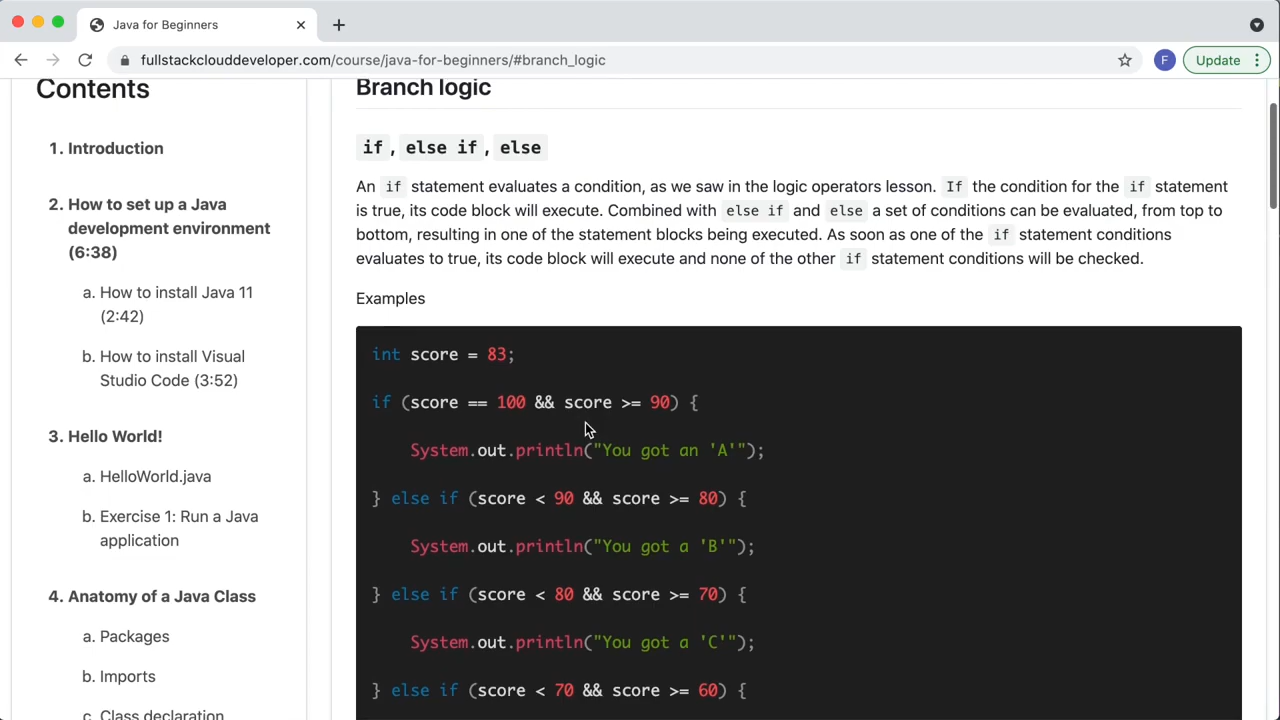 Java for Beginners
fullstackclouddeveloper.com/course/java-for-beginners/#branch_logic
F
Update
Contents
1. Introduction
2. How to set up a Java
development environment
(6:38)
a. How to install Java 11
(2:42)
b. How to install Visual
Studio Code (3:52)
3. Hello World!
a. HelloWorld.java
b. Exercise 1: Run a Java
application
4. Anatomy of a Java Class
a. Packages
b. Imports
c. Class declaration
Branch logic
if, else if, else
An if statement evaluates a condition, as we saw in the logic operators lesson. If the condition for the if statement
is true, its code block will execute. Combined with else if and else a set of conditions can be evaluated, from top to
bottom, resulting in one of the statement blocks being executed. As soon as one of the if statement conditions
evaluates to true, its code block will execute and none of the other if statement conditions will be checked.
Examples
int score = 83;
if (score == 100 && score >= 90) {
System.out.println("You got an 'A'");
} else if (score < 90 && score >= 80) {
System.out.println("You got a 'B'");
} else if (score < 80 && score >= 70) {
System.out.println("You got a 'C'");
} else if (score < 70 && score >= 60) {